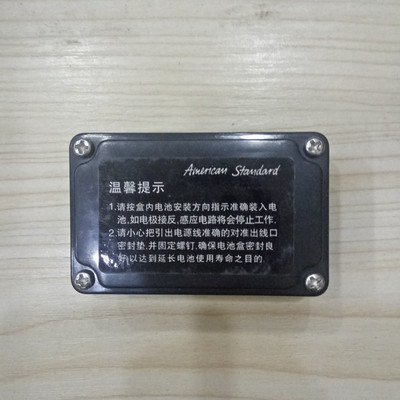 American Standard
温馨提示
1.请按盒内电池安装方向指示准确装入电
池,如电极接反,感应电路将会停止工作.
2.请小心把引出电源线准确的对准出线口
密封垫,并固定螺钉,确保电池盒密封良
好以达到延长电池使用寿命之目的.